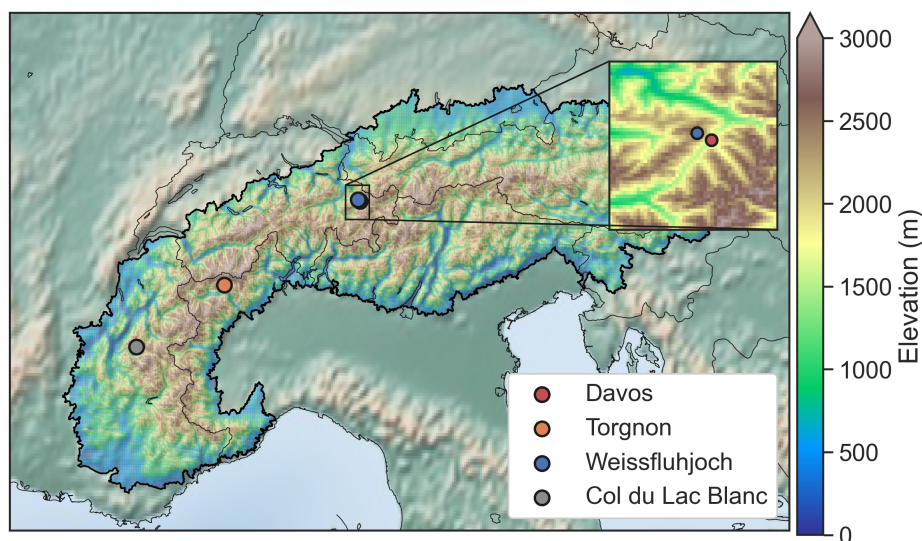 3000
2500
2000
1500
1000
500
0
Elevation (m)
Davos
Torgnon
Weissfluhjoch
Col du Lac Blanc